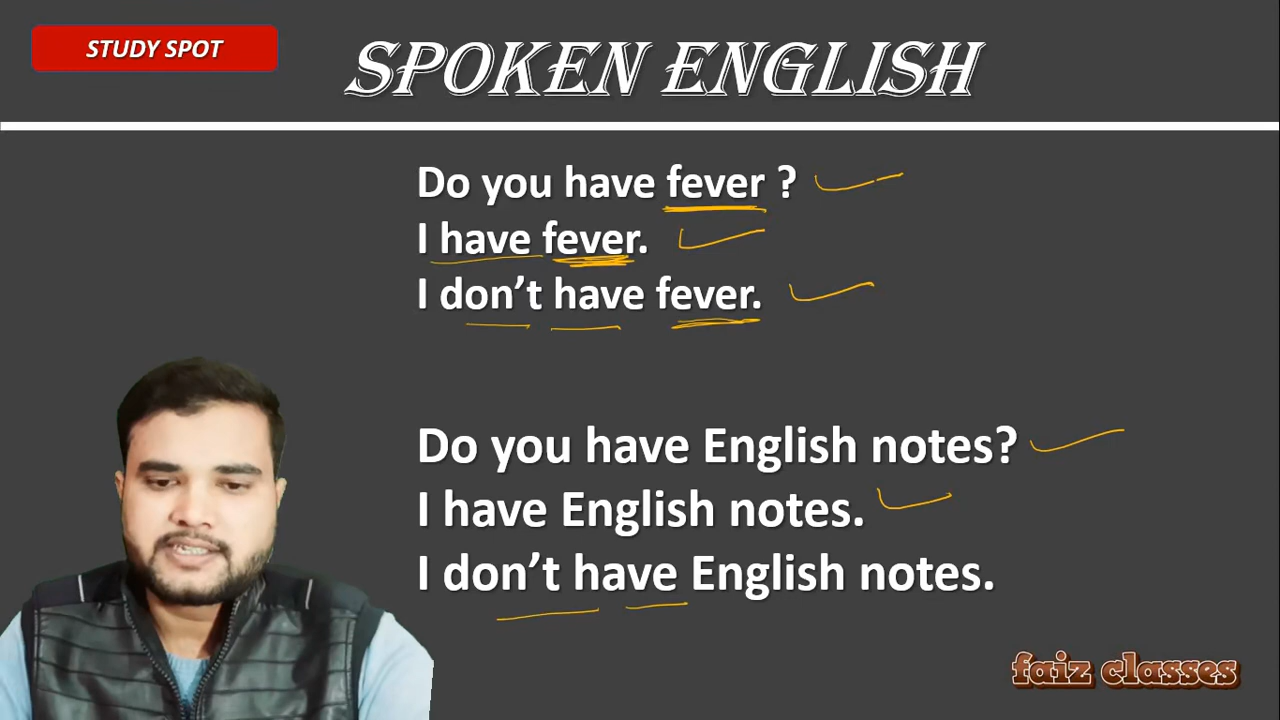 STUDY SPOT
SPOKEN ENGLISH
Do you have fever ?
I have fever.
I don’t have fever.
Do you have English notes?
I have English notes.
I don’t have English notes.
faiz classes